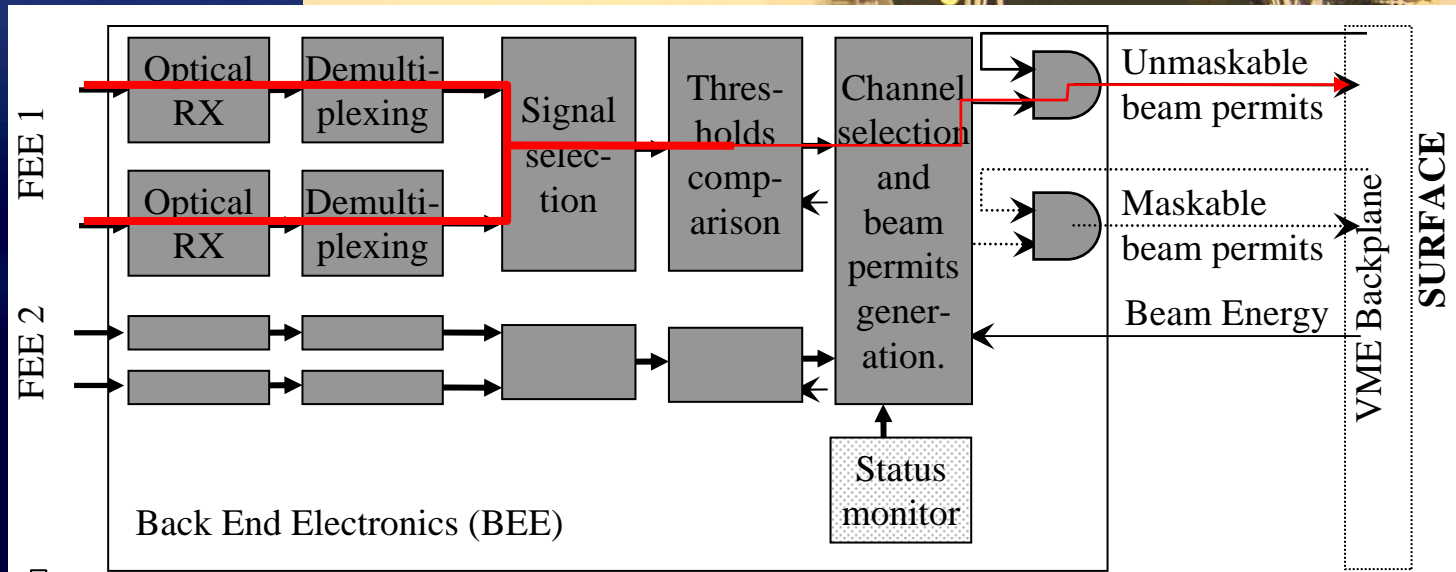 FEE 1
Optical
RX
Demulti-
plexing
Optical
RX
Demulti-
plexing
Signal
selec-
tion
Thres-
holds
comp-
arison
Channel
selection
and
beam
permits
gener-
ation.
Unmaskable
beam permits
Maskable
beam permits
Beam Energy
VME Backplane
SURFACE
FEE 2
Status
monitor
Back End Electronics (BEE)